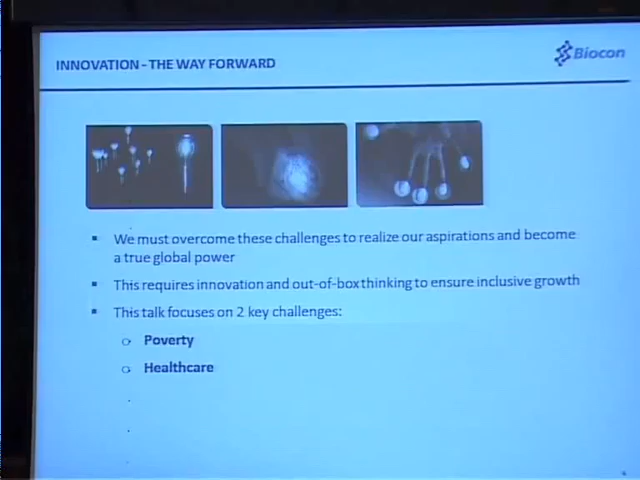 INNOVATION - THE WAY FORWARD
Biocon
▪ We must overcome these challenges to realize our aspirations and become
a true global power
▪ This requires innovation and out-of-box thinking to ensure inclusive growth
▪ This talk focuses on 2 key challenges:
o Poverty
o Healthcare